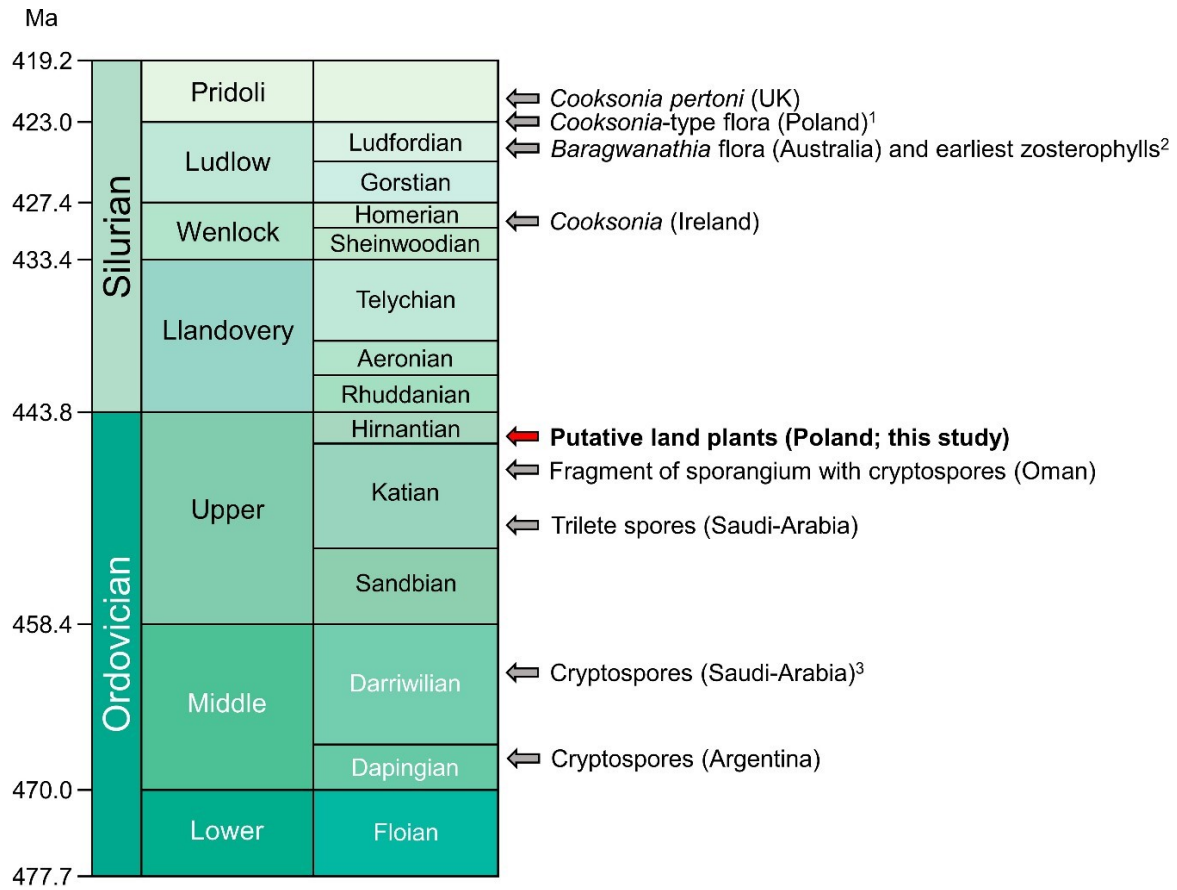 Ma
419.2
Pridoli
Cooksonia pertoni (UK)
423.0
Cooksonia-type flora (Poland)1
Ludlow
Ludfordian
Baragwanathia flora (Australia) and earliest zosterophylls2
Gorstian
427.4
Silurian
Wenlock
Homerian
Cooksonia (Ireland)
Sheinwoodian
433.4
Llandovery
Telychian
Aeronian
Rhuddanian
443.8
Ordovician
Upper
Hirnantian
Putative land plants (Poland; this study)
Katian
Fragment of sporangium with cryptospores (Oman)
Trilete spores (Saudi-Arabia)
Sandbian
458.4
Middle
Darriwilian
Cryptospores (Saudi-Arabia)3
Dapingian
Cryptospores (Argentina)
470.0
Lower
Floian
477.7